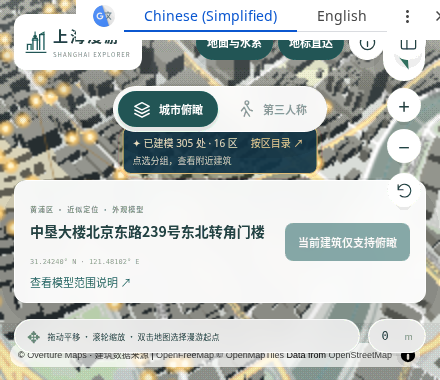 Chinese (Simplified)
English
上海漫游
SHANGHAI EXPLORER
地面与水系
地标直达
城市俯瞰
第三人称
✦ 已建模 305 处 · 16 区 按区目录 ↗
点选分组，查看附近建筑
黄浦区 · 近似定位 · 外观模型
中垦大楼北京东路239号东北转角门楼
当前建筑仅支持俯瞰
31.24240° N · 121.48102° E
查看模型范围说明 ↗
拖动平移 · 滚轮缩放 · 双击地图选择漫游起点
0 m
© Overture Maps · 建筑数据来源 | OpenFreeMap © OpenMapTiles Data from OpenStreetMap